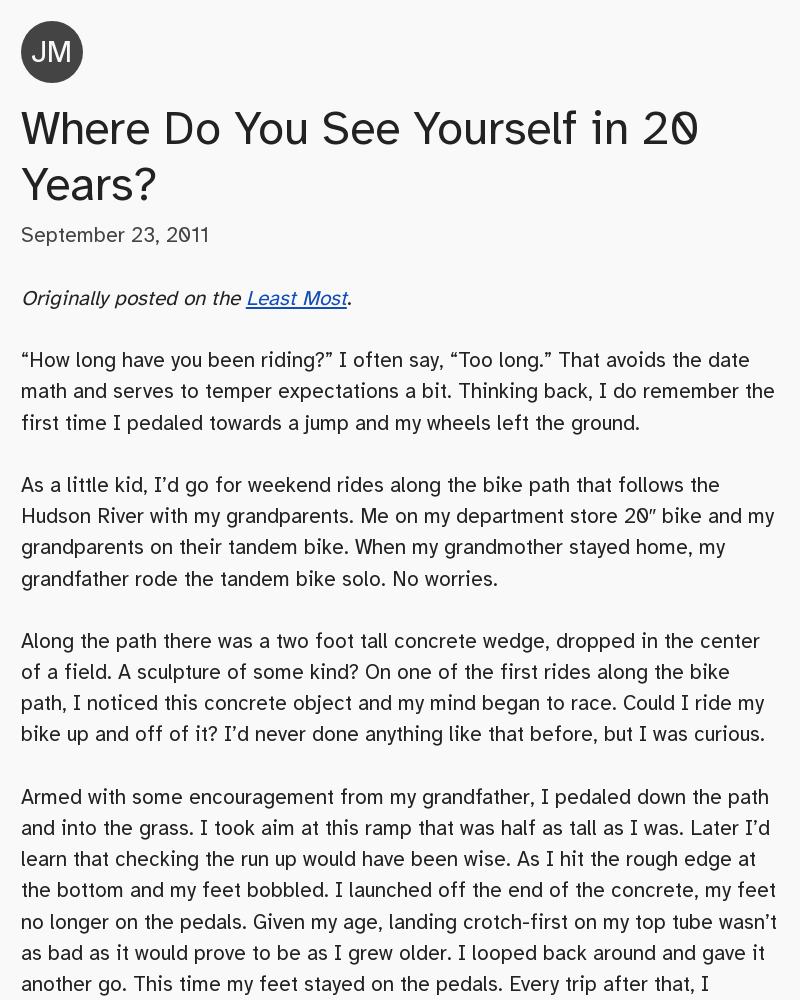 JM
Where Do You See Yourself in 20
Years?
September 23, 2011
Originally posted on the Least Most.
“How long have you been riding?” I often say, “Too long.” That avoids the date
math and serves to temper expectations a bit. Thinking back, I do remember the
first time I pedaled towards a jump and my wheels left the ground.
As a little kid, I’d go for weekend rides along the bike path that follows the
Hudson River with my grandparents. Me on my department store 20″ bike and my
grandparents on their tandem bike. When my grandmother stayed home, my
grandfather rode the tandem bike solo. No worries.
Along the path there was a two foot tall concrete wedge, dropped in the center
of a field. A sculpture of some kind? On one of the first rides along the bike
path, I noticed this concrete object and my mind began to race. Could I ride my
bike up and off of it? I’d never done anything like that before, but I was curious.
Armed with some encouragement from my grandfather, I pedaled down the path
and into the grass. I took aim at this ramp that was half as tall as I was. Later I’d
learn that checking the run up would have been wise. As I hit the rough edge at
the bottom and my feet bobbled. I launched off the end of the concrete, my feet
no longer on the pedals. Given my age, landing crotch-first on my top tube wasn’t
as bad as it would prove to be as I grew older. I looped back around and gave it
another go. This time my feet stayed on the pedals. Every trip after that, I